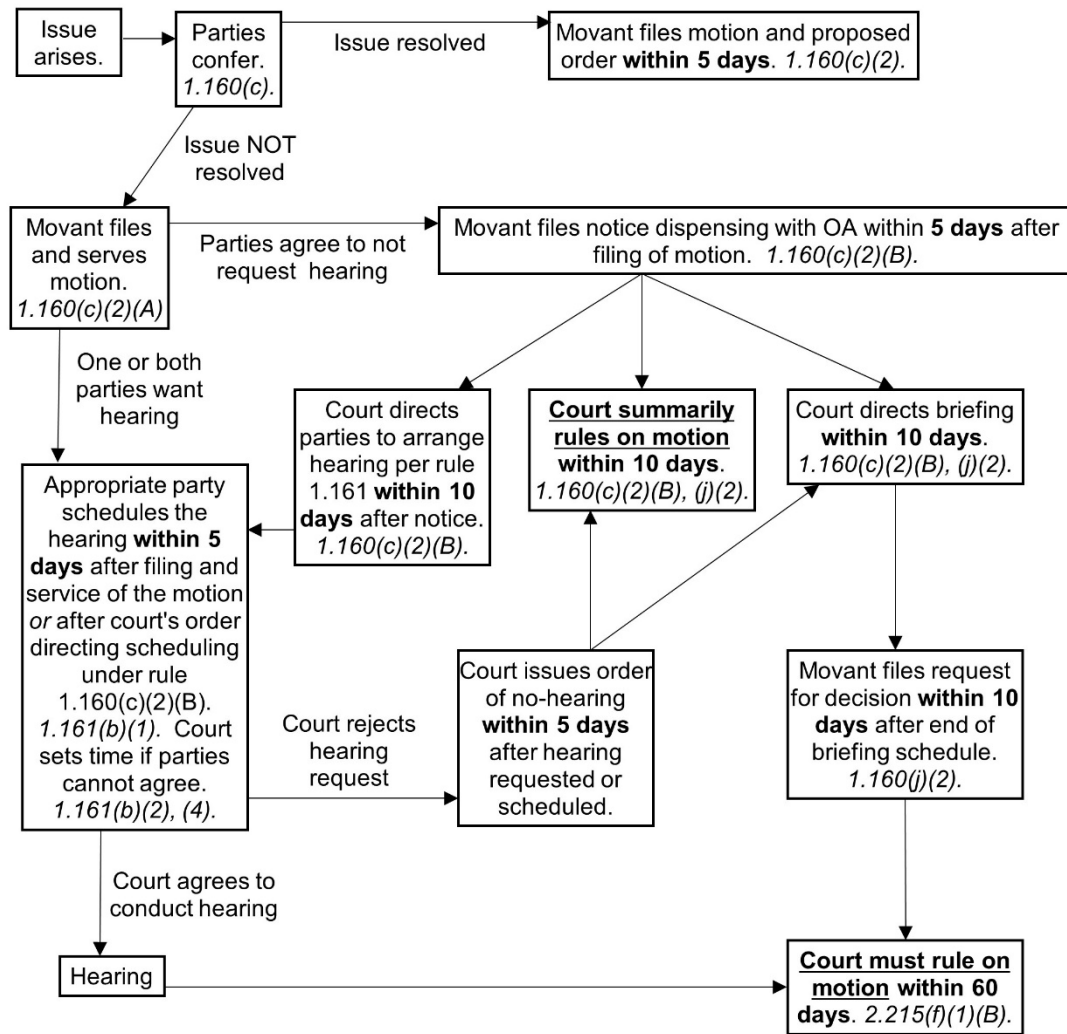 Issue
arises.
Parties
confer.
1.160(c).
Issue resolved
Movant files motion and proposed
order within 5 days. 1.160(c)(2).
Issue NOT
resolved
Movant files
and serves
motion.
1.160(c)(2)(A)
Parties agree to not
request hearing
Movant files notice dispensing with OA within 5 days after
filing of motion. 1.160(c)(2)(B).
One or both
parties want
hearing
Court directs
parties to arrange
hearing per rule
1.161 within 10
days after notice.
1.160(c)(2)(B).
Court summarily
rules on motion
within 10 days.
1.160(c)(2)(B), (j)(2).
Court directs briefing
within 10 days.
1.160(c)(2)(B), (j)(2).
Appropriate party
schedules the
hearing within 5
days after filing and
service of the motion
or after court's order
directing scheduling
under rule
1.160(c)(2)(B).
1.161(b)(1). Court
sets time if parties
cannot agree.
1.161(b)(2), (4).
Court rejects
hearing
request
Court issues order
of no-hearing
within 5 days
after hearing
requested or
scheduled.
Movant files request
for decision within 10
days after end of
briefing schedule.
1.160(j)(2).
Court agrees to
conduct hearing
Hearing
Court must rule on
motion within 60
days. 2.215(f)(1)(B).